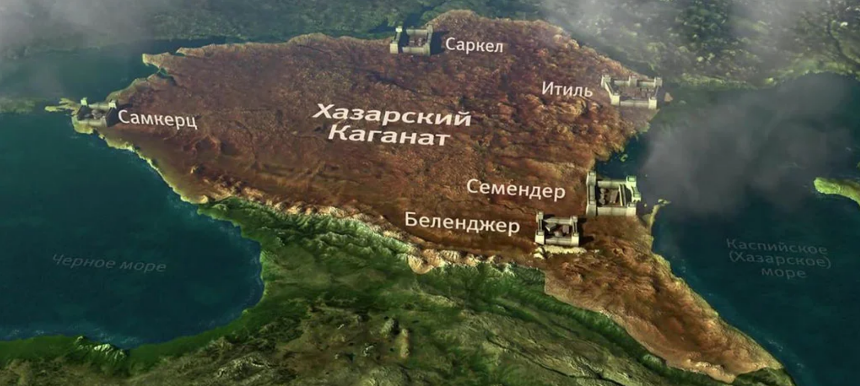 Саркел
Итиль
Самкерц
Хазарский
Каганат
Семендер
Беленджер
Каспийское
(Хазарское)
море
Черное море